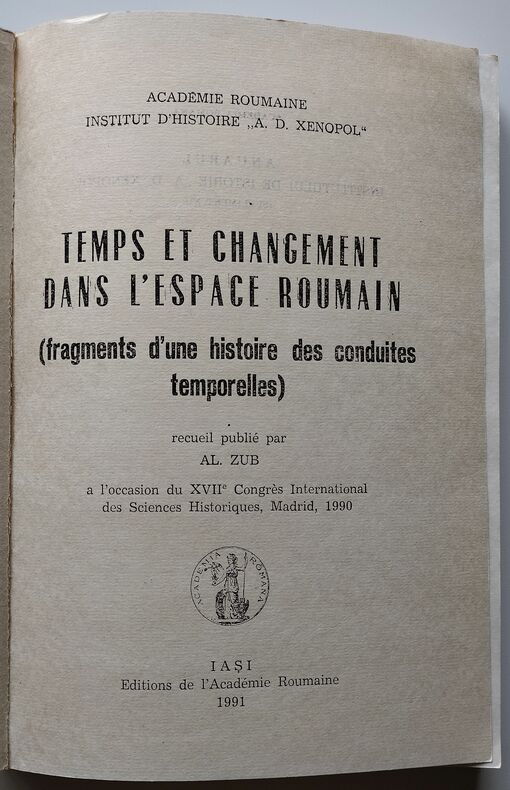 ACADÉMIE ROUMAINE
INSTITUT D'HISTOIRE „A. D. XENOPOL“
TEMPS ET CHANGEMENT
DANS L'ESPACE ROUMAIN
(fragments d'une histoire des conduites
temporelles)
recueil publié par
AL. ZUB
a l'occasion du XVIIe Congrès International
des Sciences Historiques, Madrid, 1990
ACADEMIA ROMANA
IAȘI
Editions de l'Académie Roumaine
1991